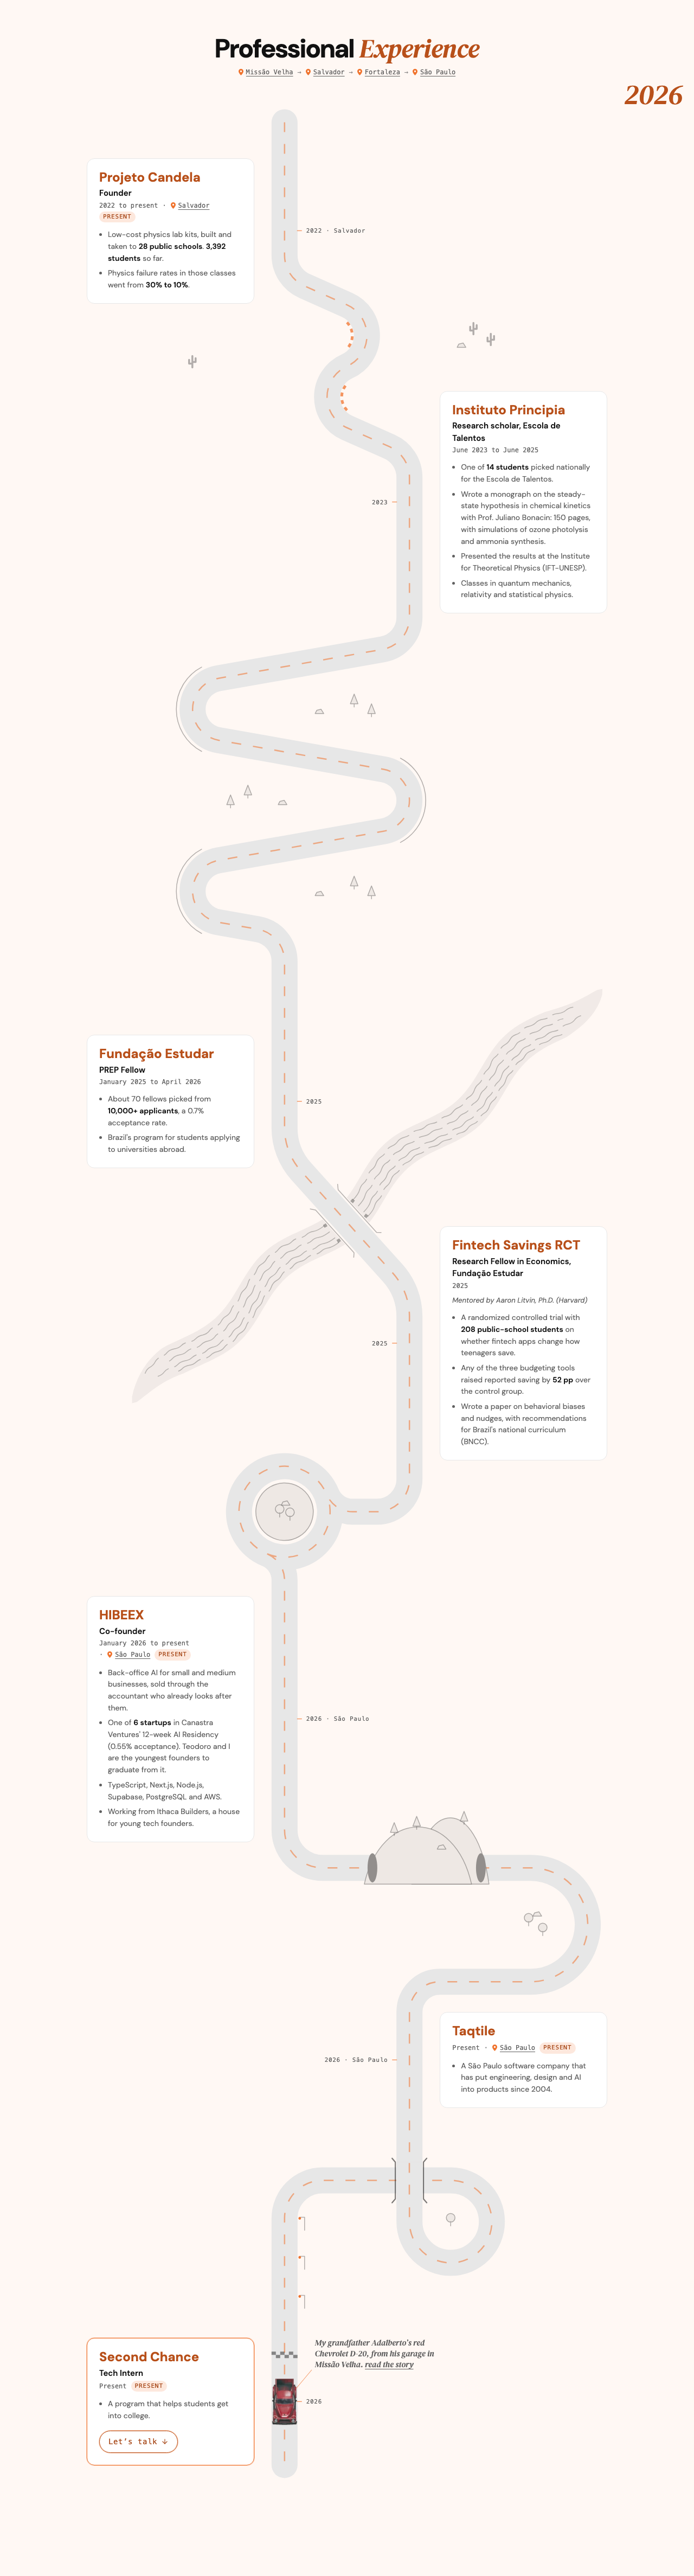 Professional Experience
Missão Velha → Salvador → Fortaleza → São Paulo
2026
Projeto Candela
Founder
2022 to present · Salvador
PRESENT
Low-cost physics lab kits, built and
taken to 28 public schools. 3,392
students so far.
Physics failure rates in those classes
went from 30% to 10%.
2022 · Salvador
Instituto Principia
Research scholar, Escola de
Talentos
June 2023 to June 2025
One of 14 students picked nationally
for the Escola de Talentos.
Wrote a monograph on the steady-
state hypothesis in chemical kinetics
with Prof. Juliano Bonacin: 150 pages,
with simulations of ozone photolysis
and ammonia synthesis.
Presented the results at the Institute
for Theoretical Physics (IFT-UNESP).
Classes in quantum mechanics,
relativity and statistical physics.
2023
Fundação Estudar
PREP Fellow
January 2025 to April 2026
About 70 fellows picked from
10,000+ applicants, a 0.7%
acceptance rate.
Brazil's program for students applying
to universities abroad.
2025
Fintech Savings RCT
Research Fellow in Economics,
Fundação Estudar
2025
Mentored by Aaron Litvin, Ph.D. (Harvard)
A randomized controlled trial with
208 public-school students on
whether fintech apps change how
teenagers save.
Any of the three budgeting tools
raised reported saving by 52 pp over
the control group.
Wrote a paper on behavioral biases
and nudges, with recommendations
for Brazil's national curriculum
(BNCC).
2025
HIBEEX
Co-founder
January 2026 to present
· São Paulo PRESENT
Back-office AI for small and medium
businesses, sold through the
accountant who already looks after
them.
One of 6 startups in Canastra
Ventures' 12-week AI Residency
(0.55% acceptance). Teodoro and I
are the youngest founders to
graduate from it.
TypeScript, Next.js, Node.js,
Supabase, PostgreSQL and AWS.
Working from Ithaca Builders, a house
for young tech founders.
2026 · São Paulo
Taqtile
Present · São Paulo PRESENT
A São Paulo software company that
has put engineering, design and AI
into products since 2004.
2026 · São Paulo
Second Chance
Tech Intern
Present PRESENT
A program that helps students get
into college.
Let's talk ↓
My grandfather Adalberto's red
Chevrolet D-20, from his garage in
Missão Velha. read the story
2026